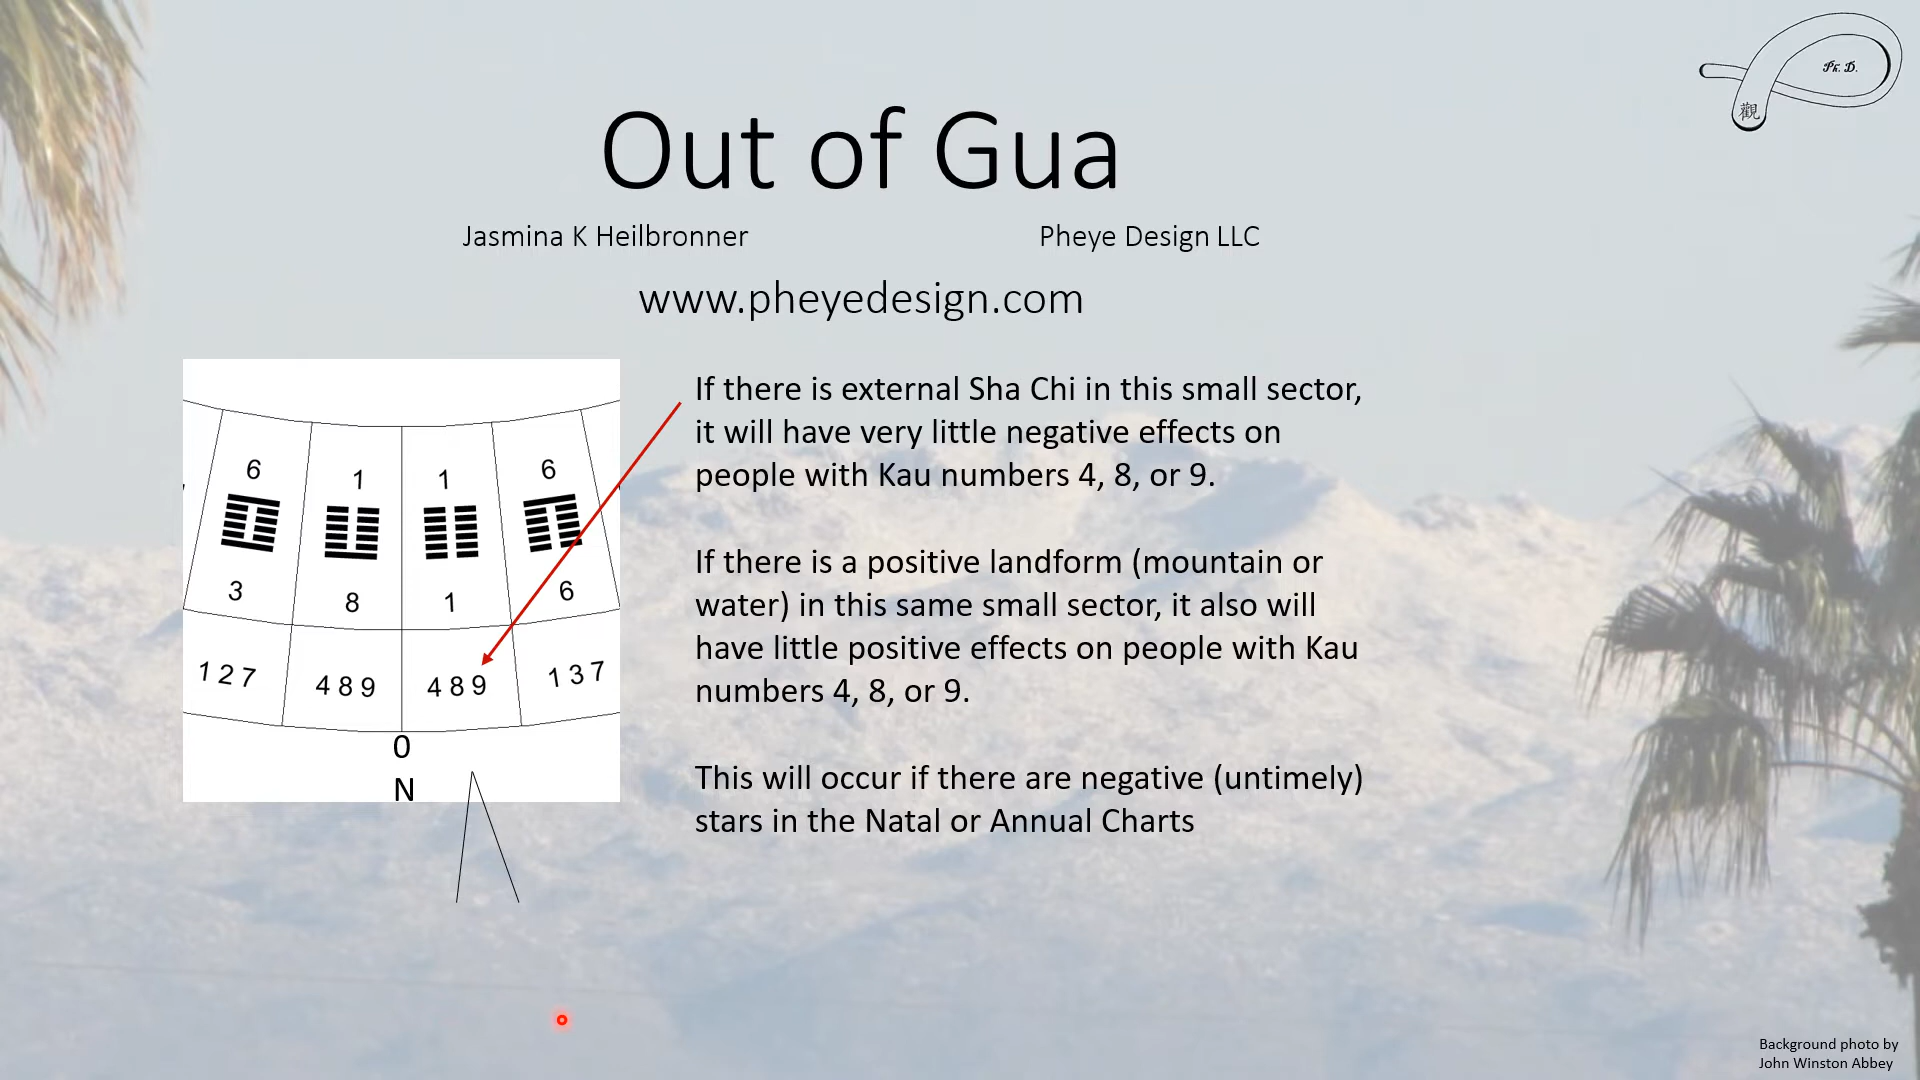 Ph. D.
觀
Out of Gua
Jasmina K Heilbronner Pheye Design LLC
www.pheyedesign.com
6 1 1 6
3 8 1 6
1 2 7 4 8 9 4 8 9 1 3 7
0
N
If there is external Sha Chi in this small sector,
it will have very little negative effects on
people with Kau numbers 4, 8, or 9.
If there is a positive landform (mountain or
water) in this same small sector, it also will
have little positive effects on people with Kau
numbers 4, 8, or 9.
This will occur if there are negative (untimely)
stars in the Natal or Annual Charts
Background photo by
John Winston Abbey